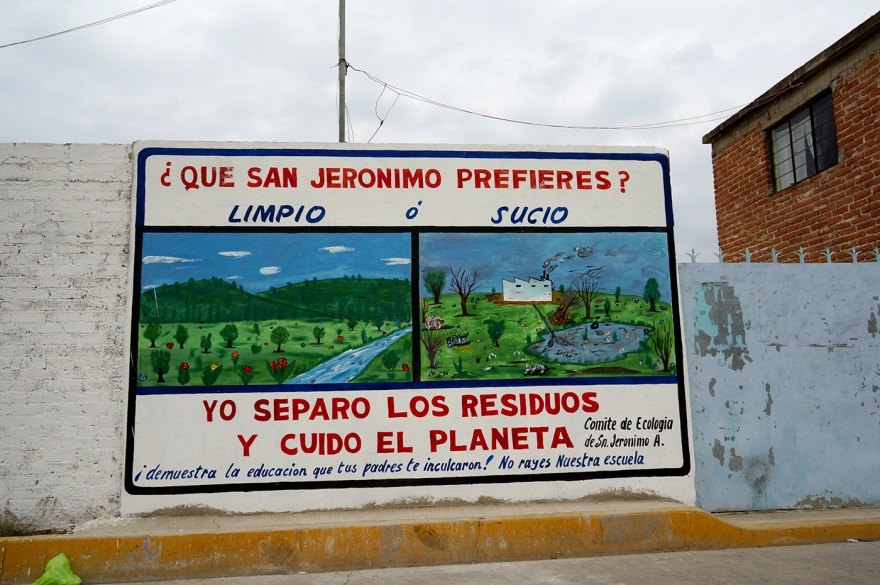 ¿QUE SAN JERONIMO PREFIERES?
LIMPIO ó SUCIO
YO SEPARO LOS RESIDUOS
Y CUIDO EL PLANETA
Comite de Ecologia
de Sn. Jeronimo A.
¡demuestra la educacion que tus padres te inculcaron! No rayes Nuestra escuela